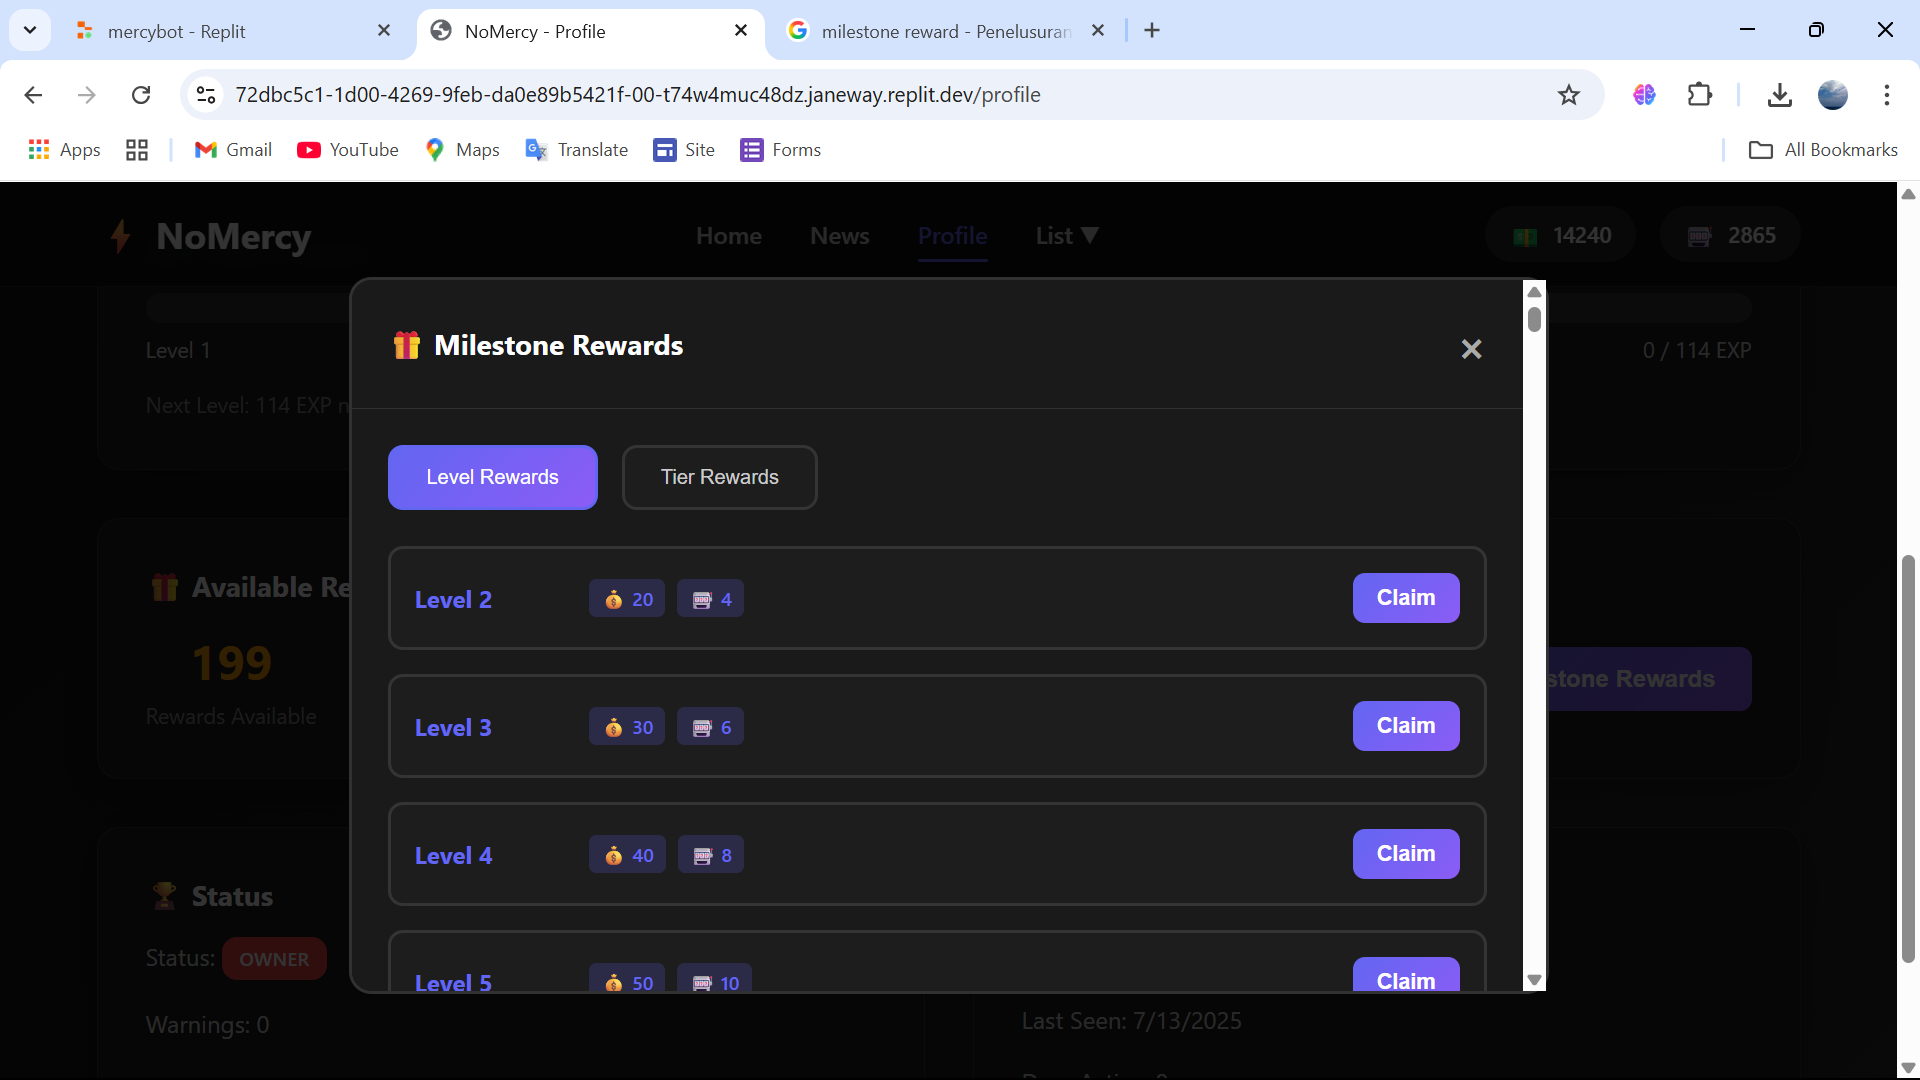 mercybot - Replit
NoMercy - Profile
milestone reward - Penelusuran
72dbc5c1-1d00-4269-9feb-da0e89b5421f-00-t74w4muc48dz.janeway.replit.dev/profile
Apps
Gmail
YouTube
Maps
Translate
Site
Forms
All Bookmarks
NoMercy
Home
News
Profile
List ▼
14240
2865
Milestone Rewards
Level 1
0 / 114 EXP
Next Level: 114 EXP
Level Rewards
Tier Rewards
Available
199
Rewards Available
stone Rewards
Level 2
20
4
Claim
Level 3
30
6
Claim
Level 4
40
8
Claim
Level 5
50
10
Claim
Status
Status: OWNER
Warnings: 0
Last Seen: 7/13/2025